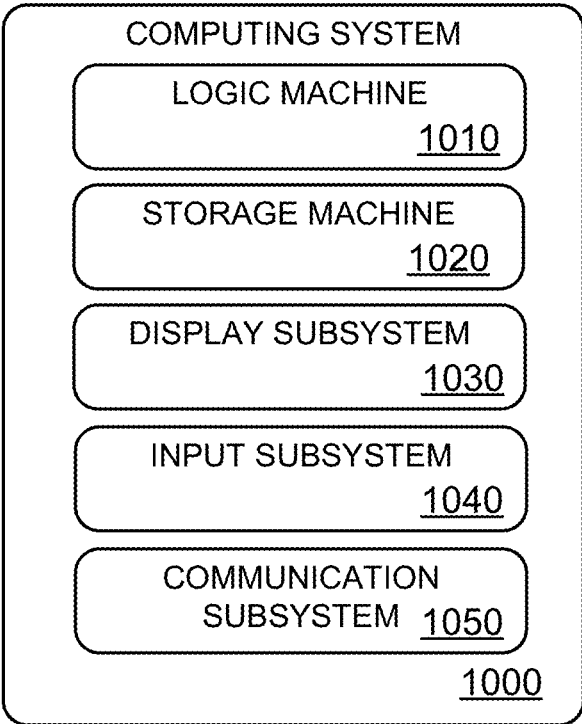 COMPUTING SYSTEM
LOGIC MACHINE
1010
STORAGE MACHINE
1020
DISPLAY SUBSYSTEM
1030
INPUT SUBSYSTEM
1040
COMMUNICATION
SUBSYSTEM 1050
1000